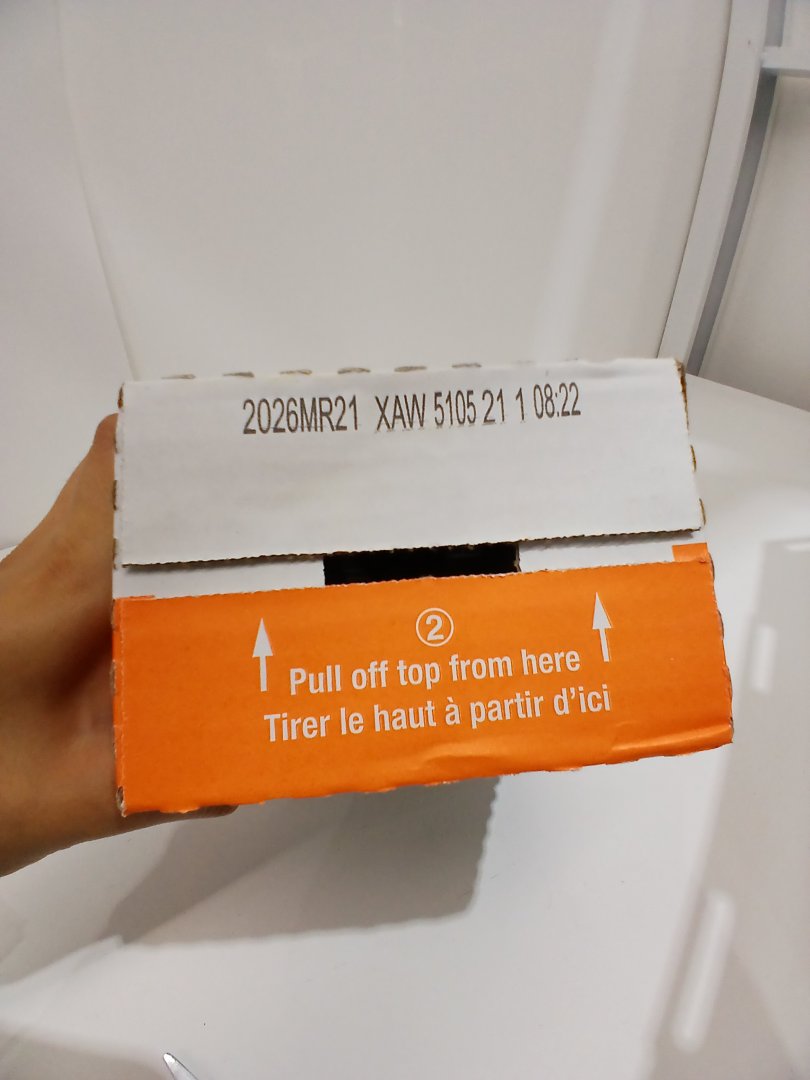 2026MR21 XAW 5105 21 1 08:22
2
Pull off top from here
Tirer le haut à partir d'ici